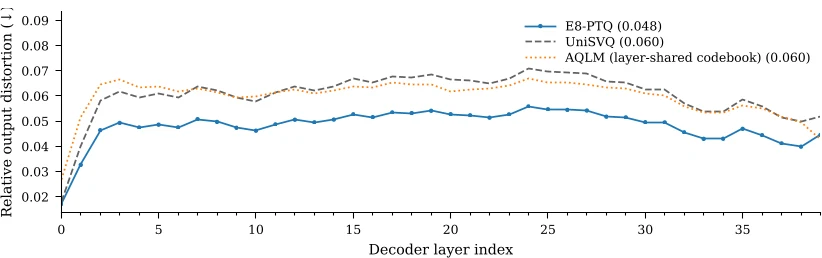 Relative output distortion (↓)
0.09
0.08
0.07
0.06
0.05
0.04
0.03
0.02
E8-PTQ (0.048)
UniSVQ (0.060)
AQLM (layer-shared codebook) (0.060)
0 5 10 15 20 25 30 35
Decoder layer index